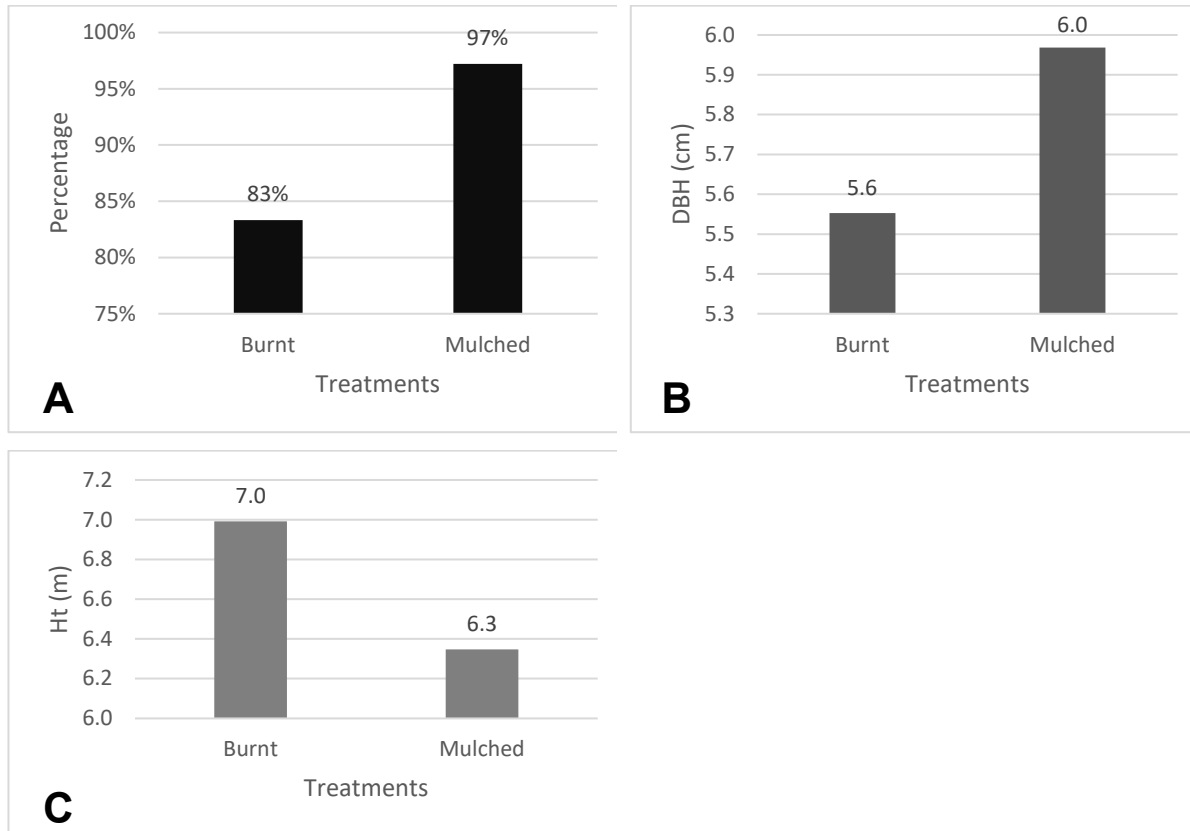 100%
97%
95%
90%
Percentage
85%
83%
80%
75%
Burnt
Mulched
Treatments
A
6.0
6.0
5.9
5.8
5.7
DBH (cm)
5.6
5.6
5.5
5.4
5.3
Burnt
Mulched
Treatments
B
7.2
7.0
7.0
6.8
6.6
Ht (m)
6.4
6.3
6.2
6.0
Burnt
Mulched
Treatments
C